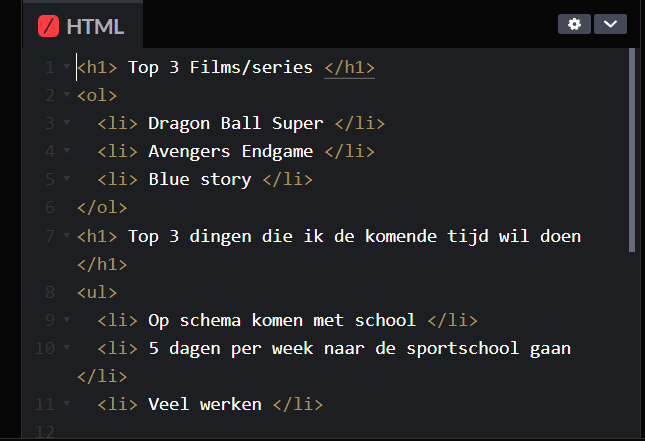 HTML
1 <h1> Top 3 Films/series </h1>
2 <ol>
3 <li> Dragon Ball Super </li>
4 <li> Avengers Endgame </li>
5 <li> Blue story </li>
6 </ol>
7 <h1> Top 3 dingen die ik de komende tijd wil doen
</h1>
8 <ul>
9 <li> Op schema komen met school </li>
10 <li> 5 dagen per week naar de sportschool gaan
</li>
11 <li> Veel werken </li>
12